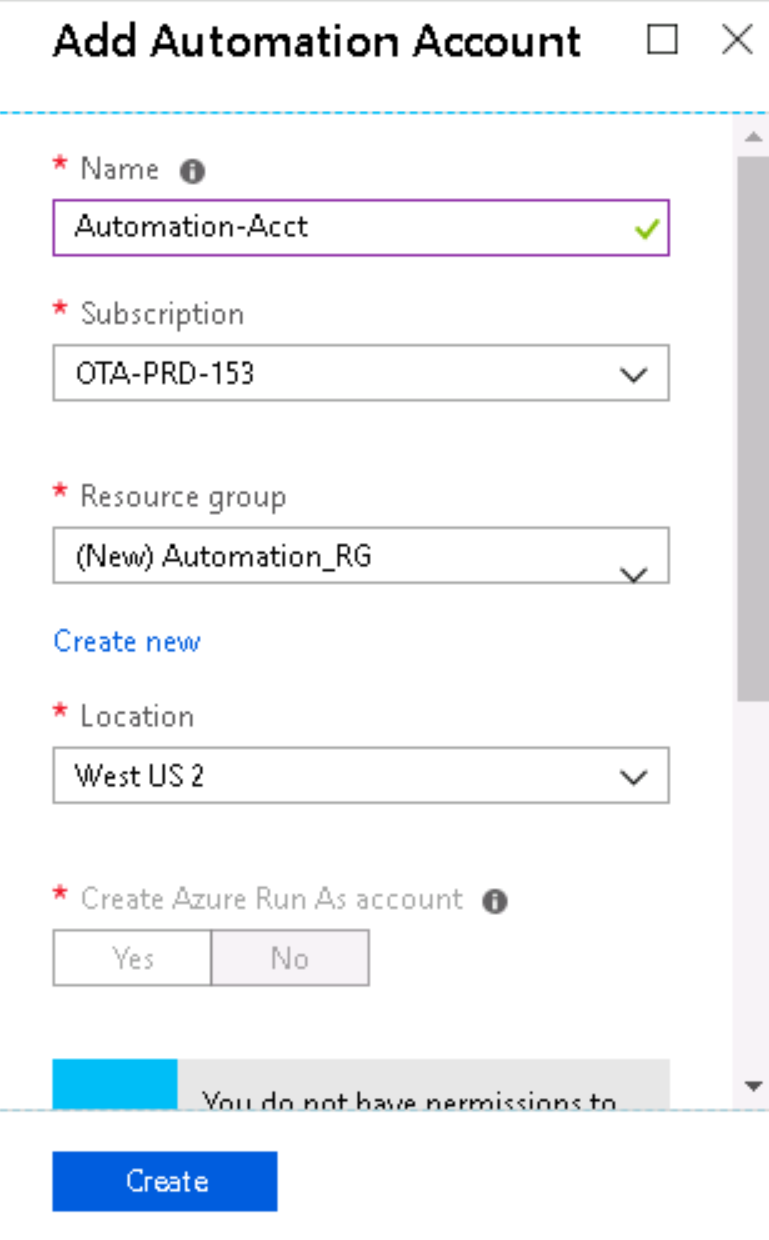 Add Automation Account
* Name
Automation-Acct
* Subscription
OTA-PRD-153
* Resource group
(New) Automation_RG
Create new
* Location
West US 2
* Create Azure Run As account
Yes No
You do not have permissions to
Create